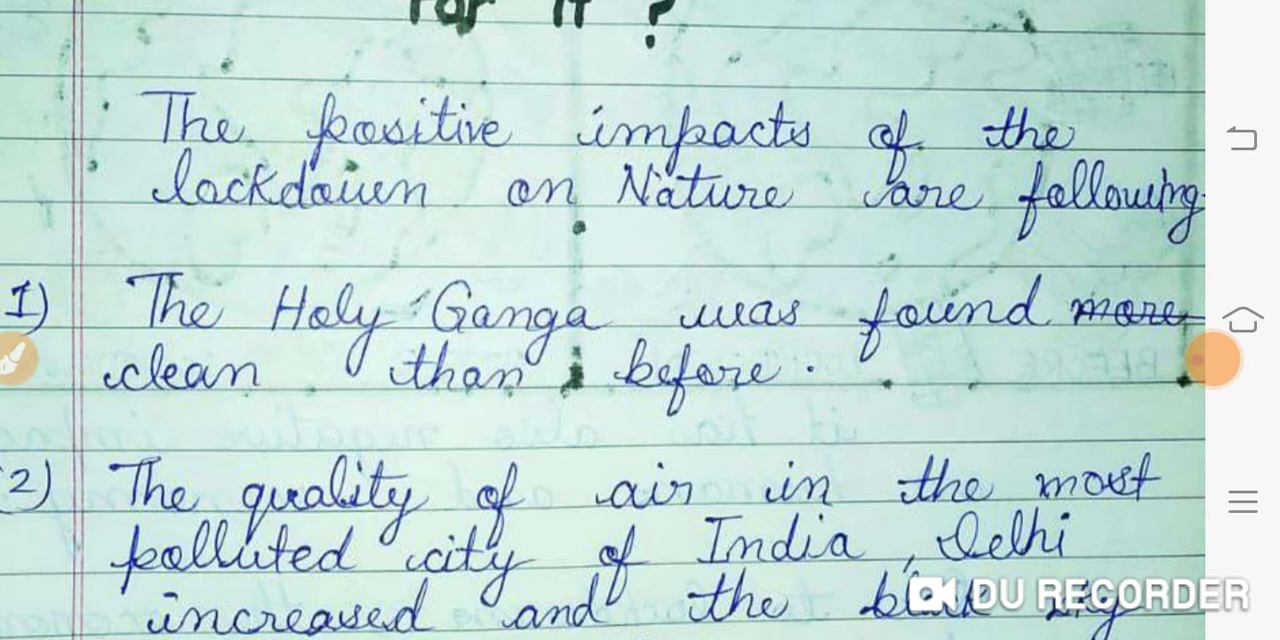 For it ?
The positive impacts of the
lockdown on Nature are following
1) The Holy Ganga was found more
clean than before.
2) The quality of air in the most
polluted city of India, Delhi
increased and the
DU RECORDER